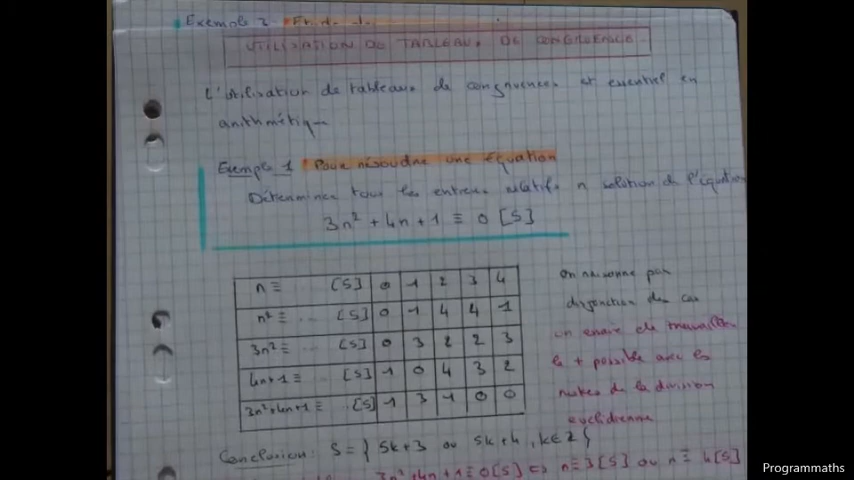 Exemple 2
UTILISATION DE TABLEAUX DE CONGRUENCE
L'utilisation de tableaux de congruences est essentiel en
arithmétique
Exemple 1 Pour résoudre une équation
Déterminer tous les entiers relatifs n solution de l'équation
3n² + 4n + 1 ≡ 0 [5]
n ≡ [5] 0 1 2 3 4
n² ≡ ... [5] 0 1 4 4 1
3n² ≡ ... [5] 0 3 2 2 3
4n+1 ≡ ... [5] 1 0 4 3 2
3n²+4n+1 ≡ ... [5] 1 3 1 0 0
On raisonne par
disjonction de cas
on essaie de travailler
le + possible avec les
restes de la division
euclidienne
Conclusion : S = { 5k+3 ou 5k+4, k∈Z }
3n²+4n+1 ≡ 0[5] ⇔ n≡3[5] ou n≡4[5]
Programmaths